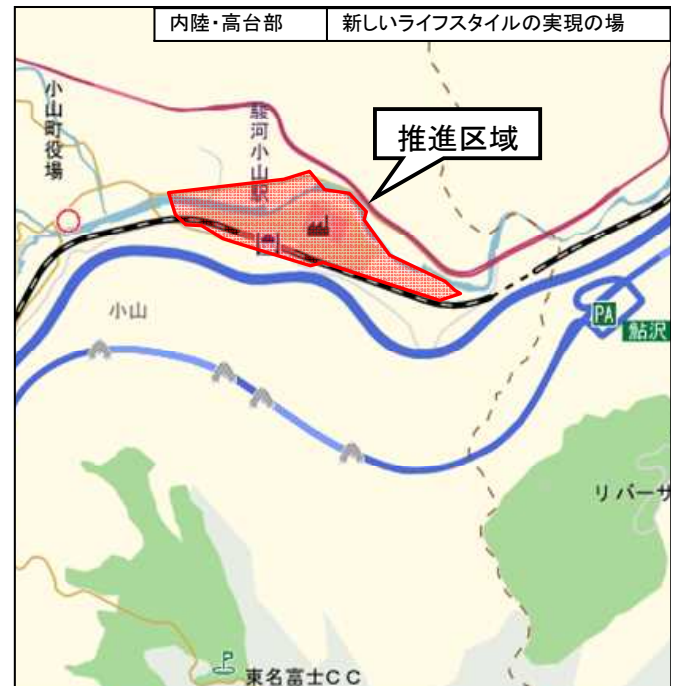 内陸・高台部 新しいライフスタイルの実現の場
小山町役場
駿河小山駅
推進区域
小山
PA
鮎沢
リバーサ
東名富士CC